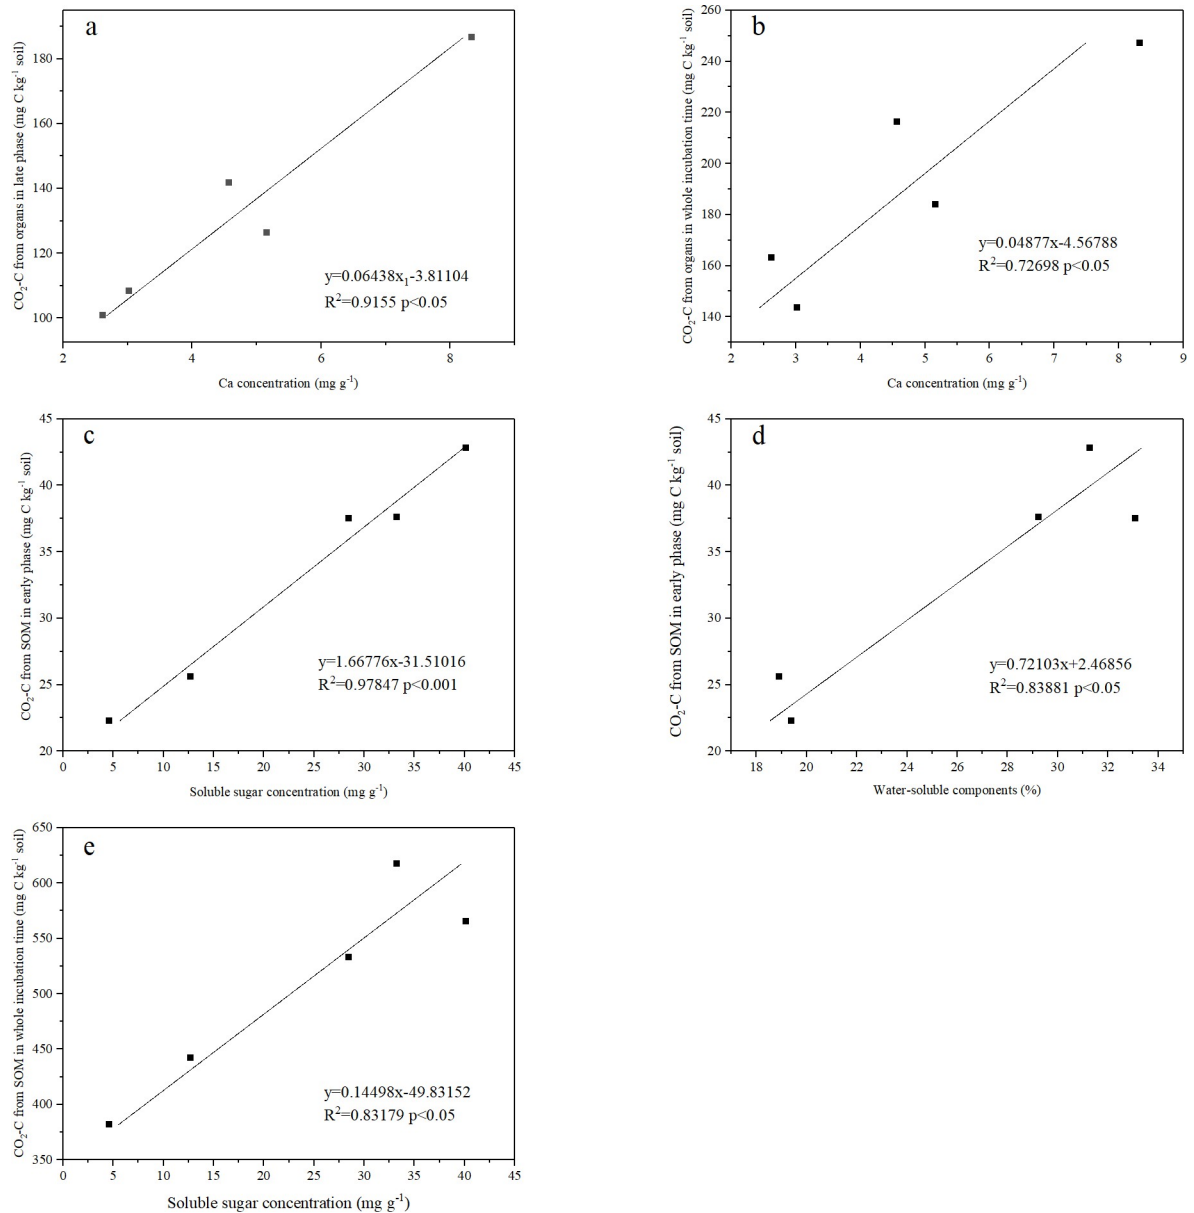 a
CO₂-C from organs in late phase (mg C kg⁻¹ soil)
180
160
140
120
100
2 4 6 8
y=0.06438x₁-3.81104
R²=0.9155 p<0.05
Ca concentration (mg g⁻¹)
b
CO₂-C from organs in whole incubation time (mg C kg⁻¹ soil)
260
240
220
200
180
160
140
2 3 4 5 6 7 8 9
y=0.04877x-4.56788
R²=0.72698 p<0.05
Ca concentration (mg g⁻¹)
c
CO₂-C from SOM in early phase (mg C kg⁻¹ soil)
45
40
35
30
25
20
0 5 10 15 20 25 30 35 40 45
y=1.66776x-31.51016
R²=0.97847 p<0.001
Soluble sugar concentration (mg g⁻¹)
d
CO₂-C from SOM in early phase (mg C kg⁻¹ soil)
45
40
35
30
25
20
18 20 22 24 26 28 30 32 34
y=0.72103x+2.46856
R²=0.83881 p<0.05
Water-soluble components (%)
e
CO₂-C from SOM in whole incubation time (mg C kg⁻¹ soil)
650
600
550
500
450
400
350
0 5 10 15 20 25 30 35 40 45
y=0.14498x-49.83152
R²=0.83179 p<0.05
Soluble sugar concentration (mg g⁻¹)